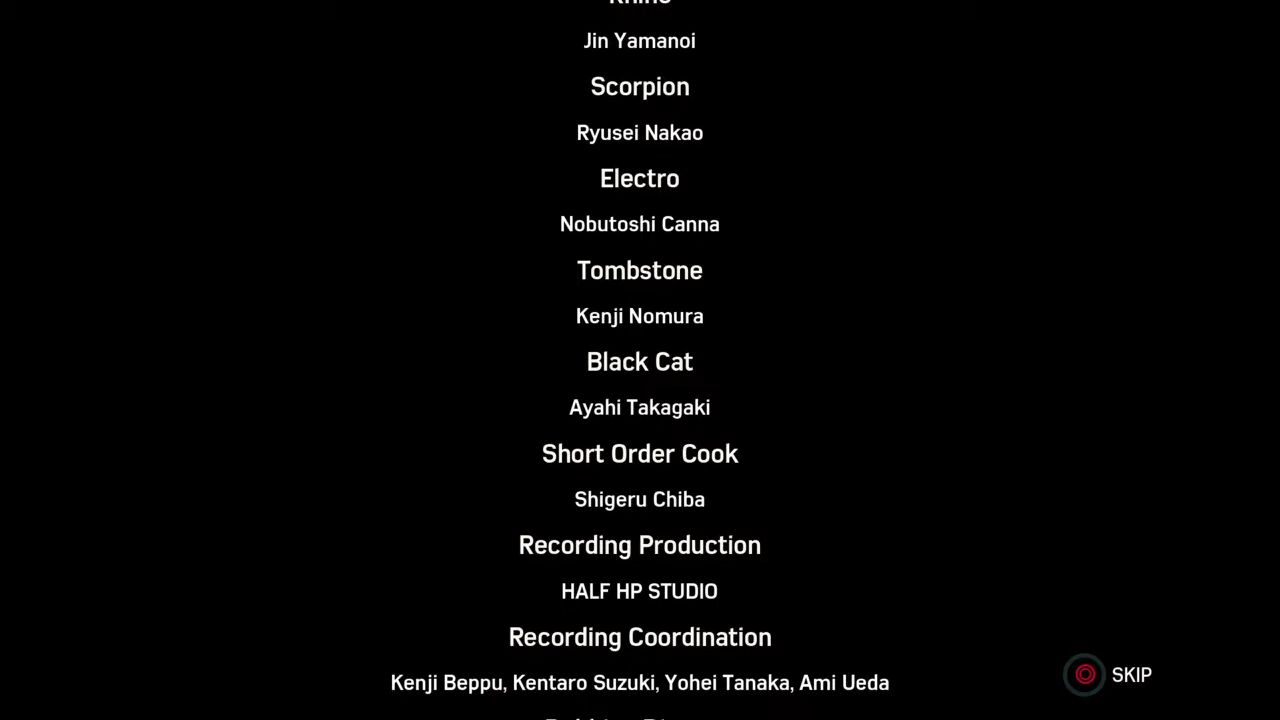 Jin Yamanoi
Scorpion
Ryusei Nakao
Electro
Nobutoshi Canna
Tombstone
Kenji Nomura
Black Cat
Ayahi Takagaki
Short Order Cook
Shigeru Chiba
Recording Production
HALF HP STUDIO
Recording Coordination
Kenji Beppu, Kentaro Suzuki, Yohei Tanaka, Ami Ueda
SKIP